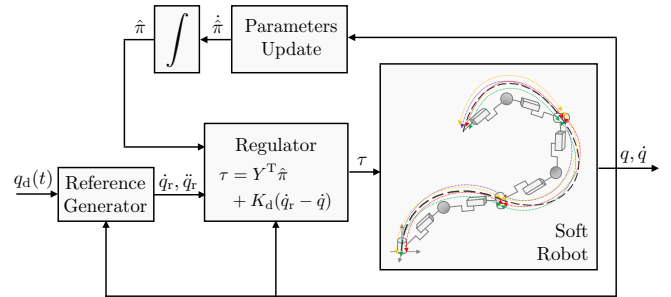 π̂
∫
π̂̇
Parameters
Update
q_d(t)
Reference
Generator
q̇_r, q̈_r
Regulator
τ = Y^T π̂
+ K_d(q̇_r − q̇)
τ
Soft
Robot
q, q̇